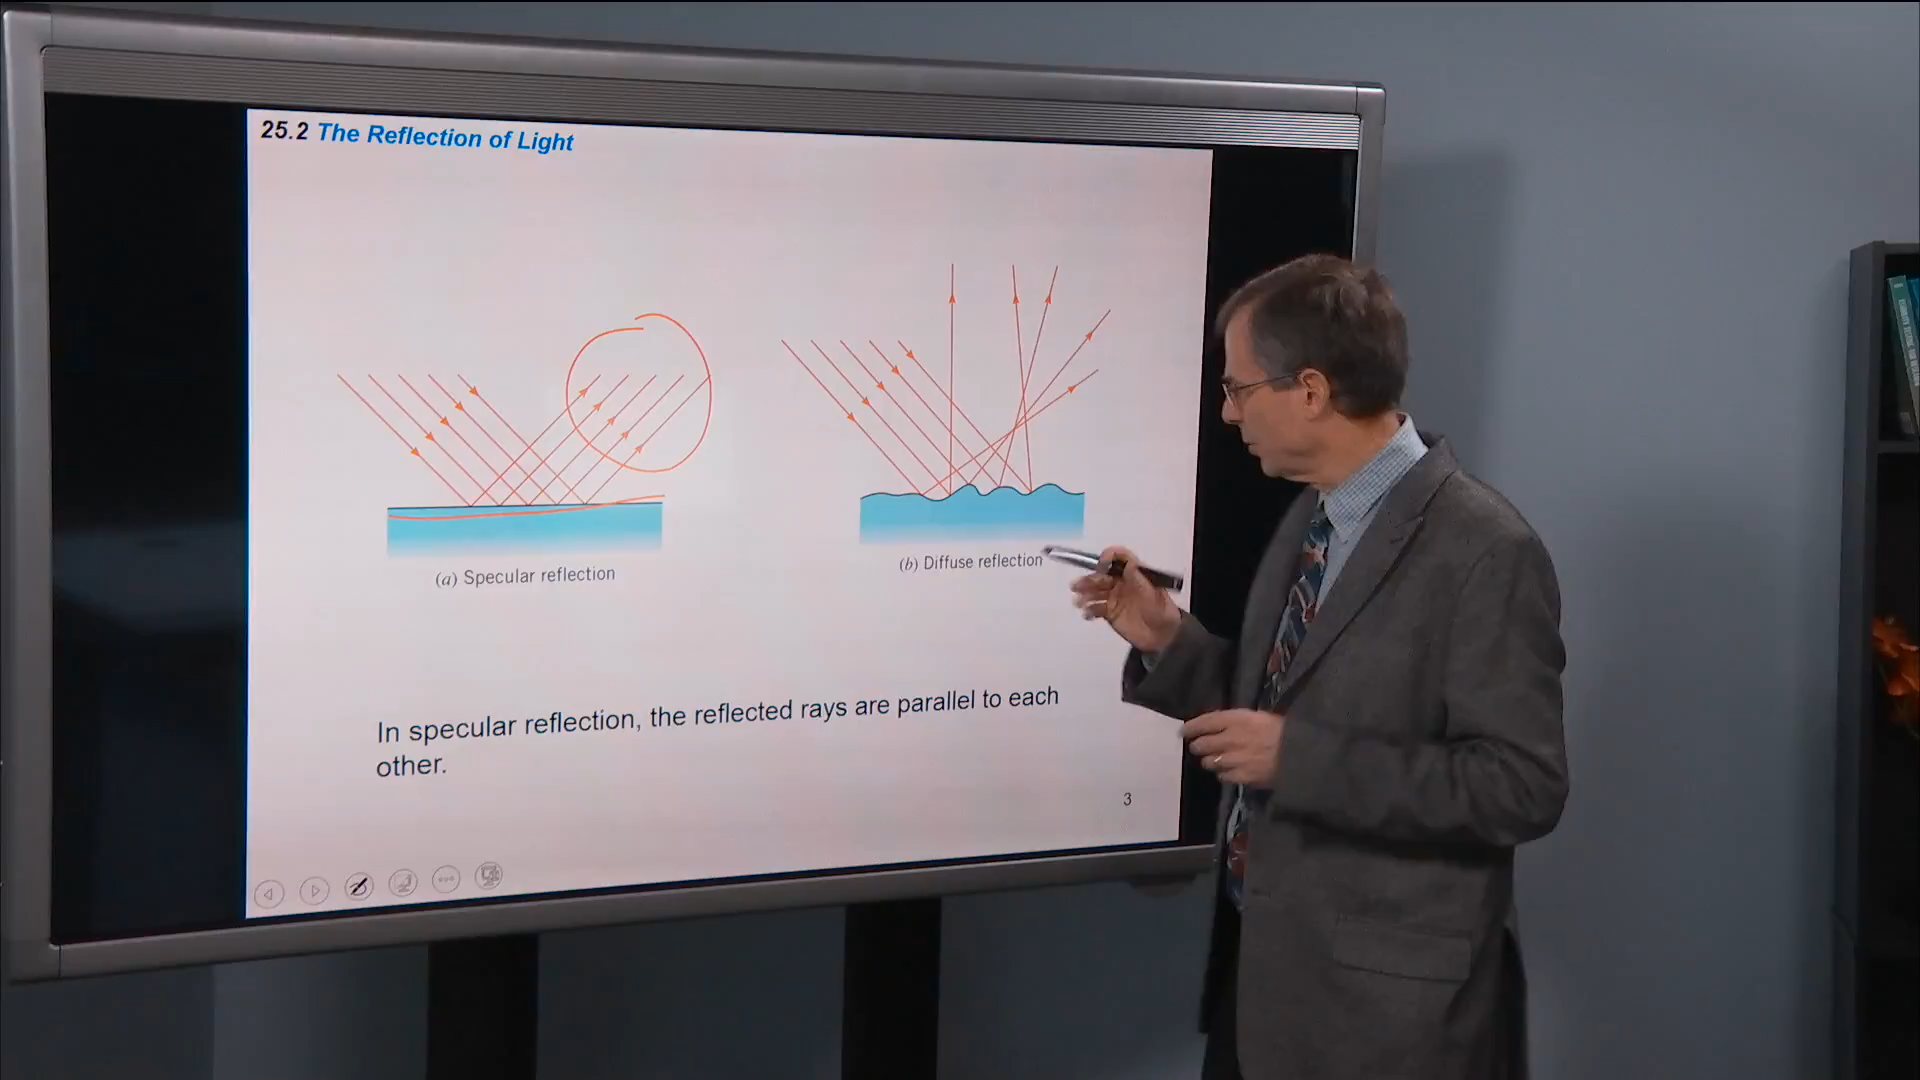 25.2 The Reflection of Light
(a) Specular reflection
(b) Diffuse reflection
In specular reflection, the reflected rays are parallel to each
other.
3